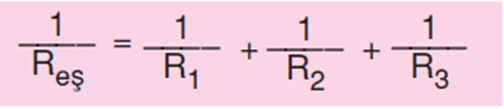 1/R_eş = 1/R_1 + 1/R_2 + 1/R_3